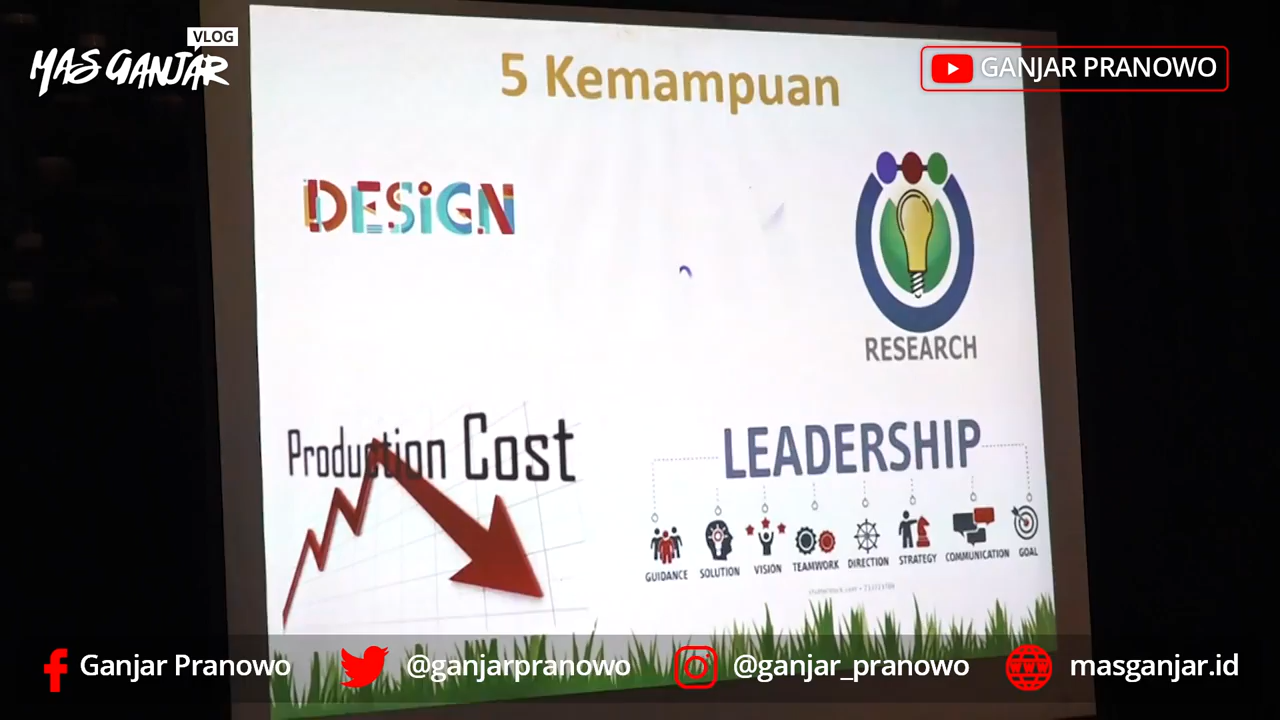 VLOG
MAS GANJAR
GANJAR PRANOWO
5 Kemampuan
DESIGN
RESEARCH
Production Cost
LEADERSHIP
GUIDANCE SOLUTION VISION TEAMWORK DIRECTION STRATEGY COMMUNICATION GOAL
Ganjar Pranowo @ganjarpranowo @ganjar_pranowo masganjar.id